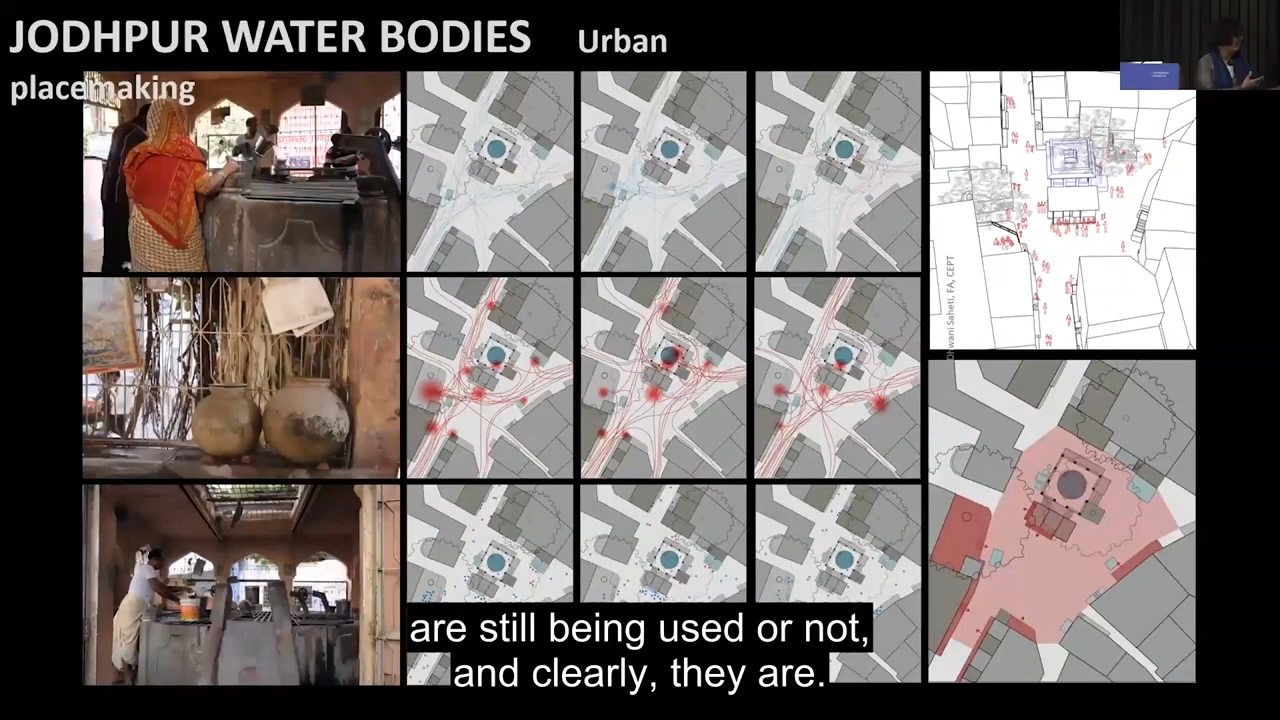 JODHPUR WATER BODIES Urban
placemaking
Dhwani Saheti, FA, CEPT
are still being used or not,
and clearly, they are.